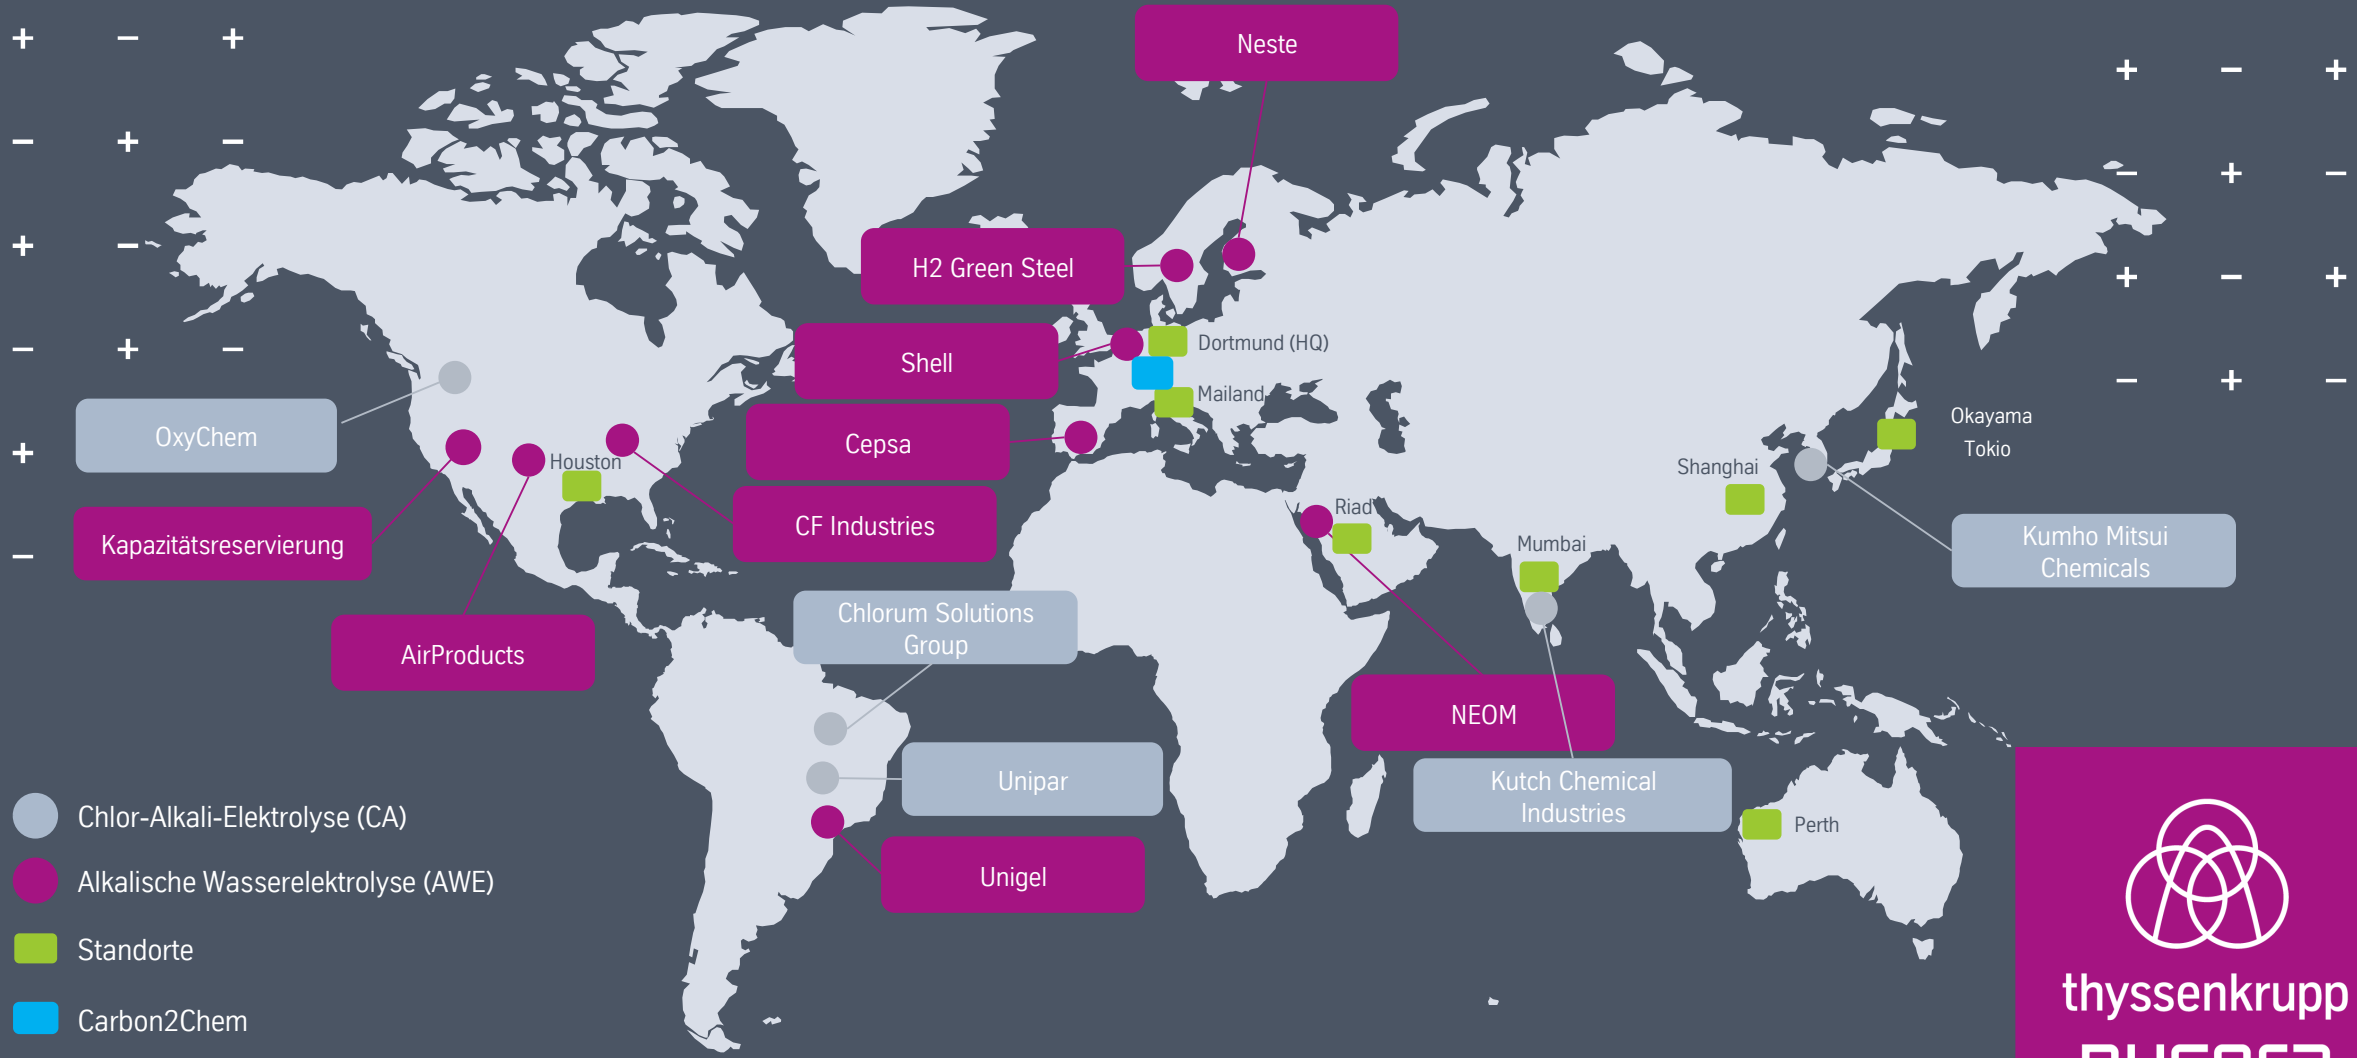 Neste
H2 Green Steel
Shell
Dortmund (HQ)
Mailand
OxyChem
Cepsa
Okayama
Tokio
Houston
Shanghai
Kapazitätsreservierung
CF Industries
Riad
Mumbai
Kumho Mitsui
Chemicals
AirProducts
Chlorum Solutions
Group
NEOM
Unipar
Kutch Chemical
Industries
Unigel
Perth
Chlor-Alkali-Elektrolyse (CA)
Alkalische Wasserelektrolyse (AWE)
Standorte
Carbon2Chem
thyssenkrupp